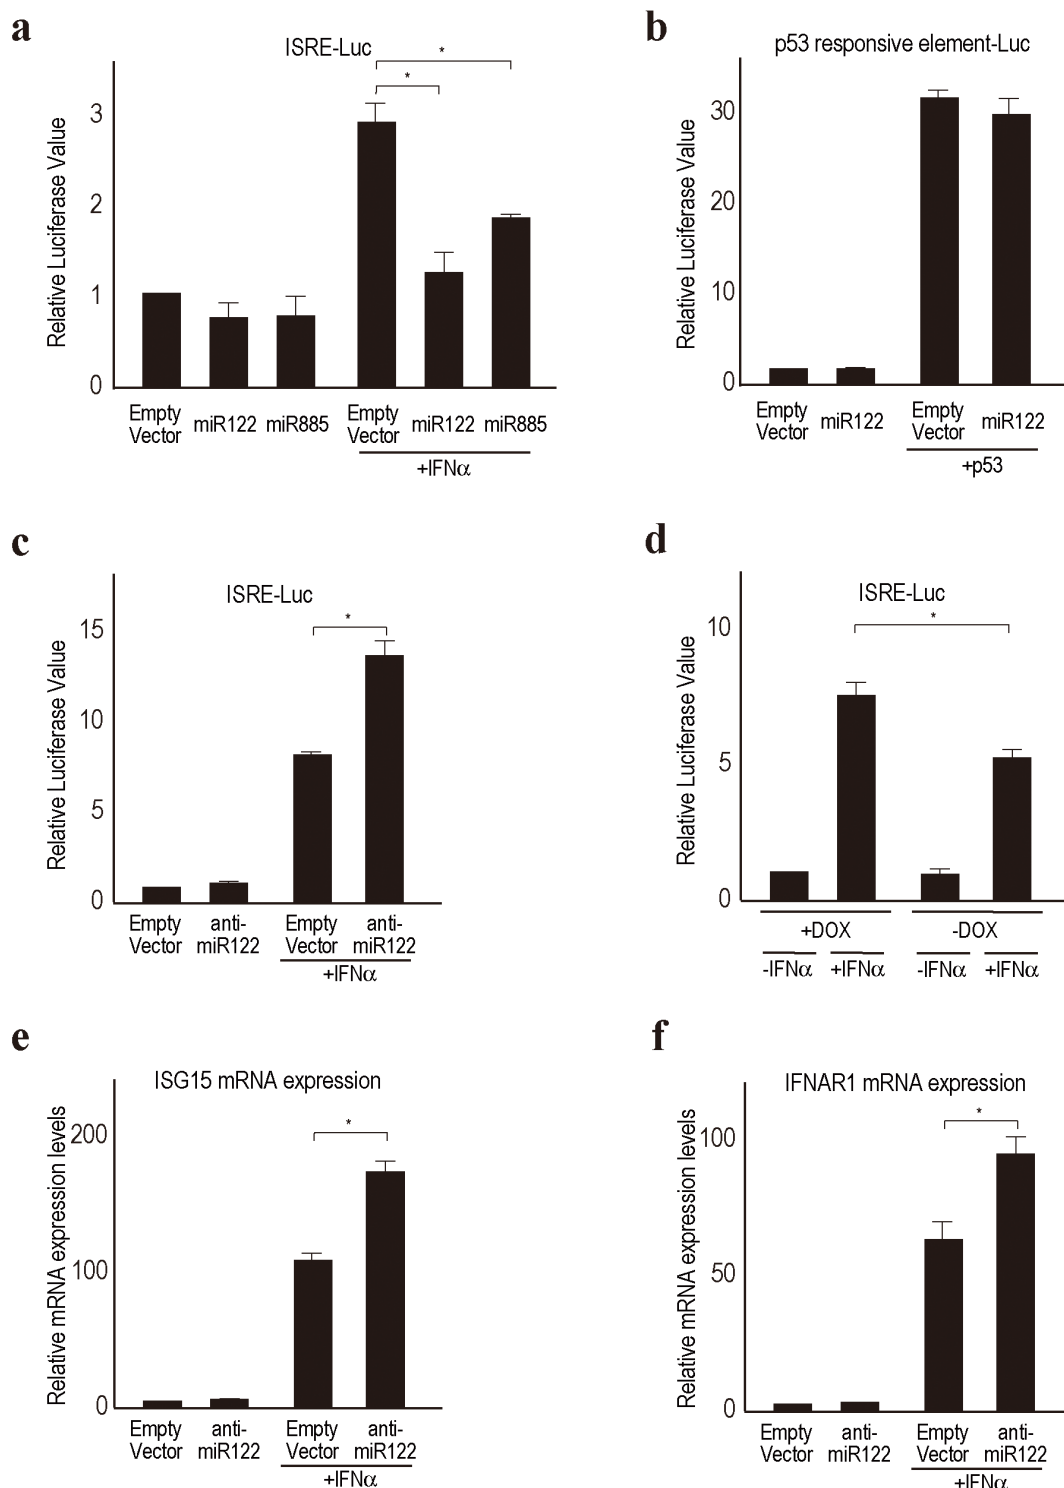 a
ISRE-Luc
*
*
Relative Luciferase Value
3
2
1
0
Empty Vector
miR122
miR885
Empty Vector
miR122
miR885
+IFNα
b
p53 responsive element-Luc
Relative Luciferase Value
30
20
10
0
Empty Vector
miR122
Empty Vector
miR122
+p53
c
ISRE-Luc
*
Relative Luciferase Value
15
10
5
0
Empty Vector
anti-miR122
Empty Vector
anti-miR122
+IFNα
d
ISRE-Luc
*
Relative Luciferase Value
10
5
0
+DOX
-DOX
-IFNα
+IFNα
-IFNα
+IFNα
e
ISG15 mRNA expression
*
Relative mRNA expression levels
200
100
0
Empty Vector
anti-miR122
Empty Vector
anti-miR122
+IFNα
f
IFNAR1 mRNA expression
*
Relative mRNA expression levels
100
50
0
Empty Vector
anti-miR122
Empty Vector
anti-miR122
+IFNα